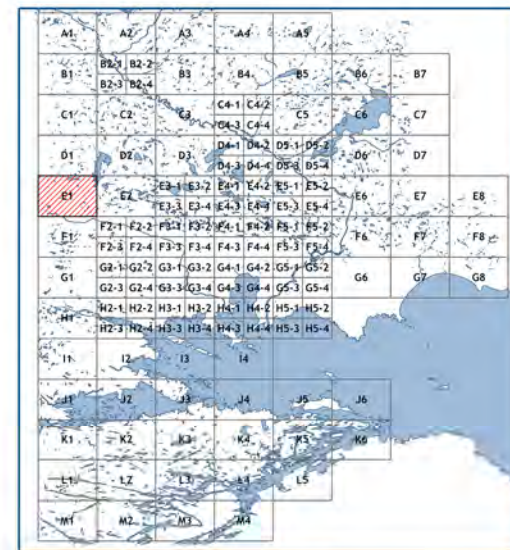 A1 A2 A3 A4 A5
B2-1 B2-2
B1 B3 B4 B5 B6 B7
B2-3 B2-4
C4-1 C4-2
C1 C2 C3 C5 C6 C7
C4-3 C4-4
D4-1 D4-2 D5-1 D5-2
D1 D2 D3 D6 D7
D4-3 D4-4 D5-3 D5-4
E3-1 E3-2 E4-1 E4-2 E5-1 E5-2
E1 E2 E6 E7 E8
E3-3 E3-4 E4-3 E4-4 E5-3 E5-4
F2-1 F2-2 F3-1 F3-2 F4-1 F4-2 F5-1 F5-2
F1 F6 F7 F8
F2-3 F2-4 F3-3 F3-4 F4-3 F4-4 F5-3 F5-4
G2-1 G2-2 G3-1 G3-2 G4-1 G4-2 G5-1 G5-2
G1 G6 G7 G8
G2-3 G2-4 G3-3 G3-4 G4-3 G4-4 G5-3 G5-4
H2-1 H2-2 H3-1 H3-2 H4-1 H4-2 H5-1 H5-2
H1
H2-3 H2-4 H3-3 H3-4 H4-3 H4-4 H5-3 H5-4
I1 I2 I3 I4
J1 J2 J3 J4 J5 J6
K1 K2 K3 K4 K5 K6
L1 L2 L3 L4 L5
M1 M2 M3 M4